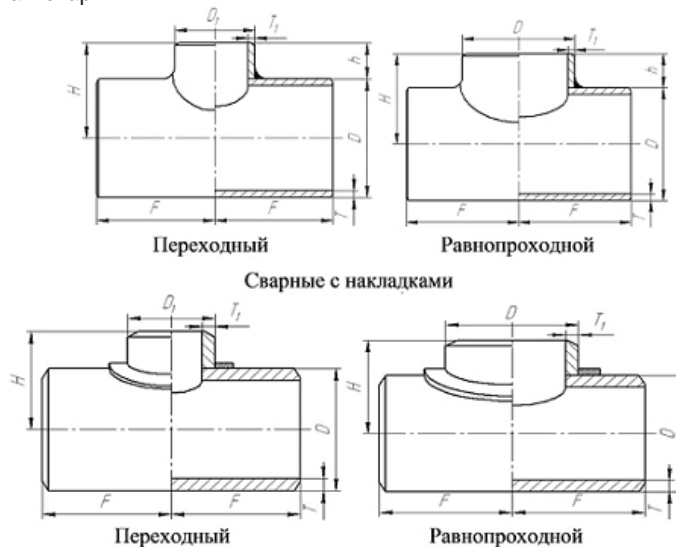 D₁ T₁ D T₁
H h H h
D D
F F T F F T
Переходный Равнопроходной
Сварные с накладками
D₁ T₁ D T₁
H D H D
F F T F F T
Переходный Равнопроходной